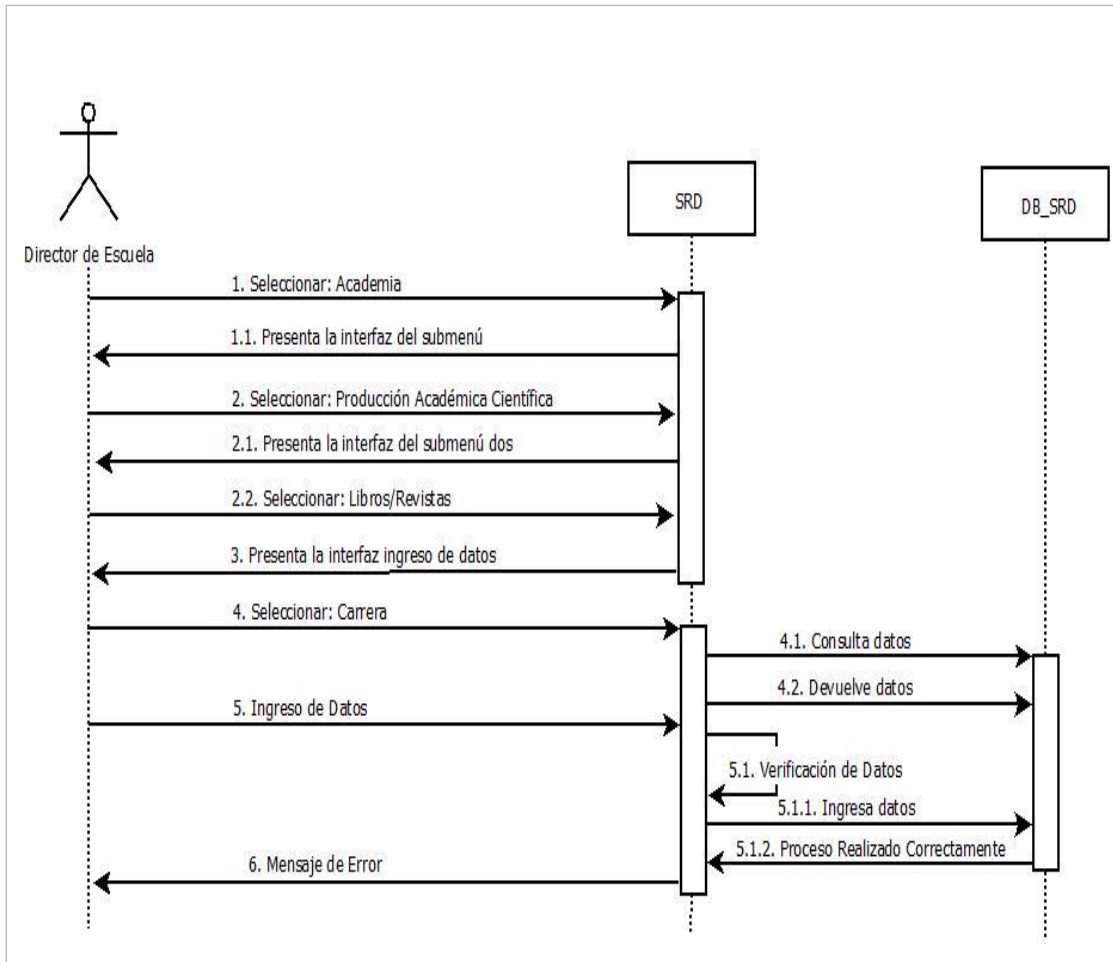 SRD
DB_SRD
Director de Escuela
1. Seleccionar: Academia
1.1. Presenta la interfaz del submenú
2. Seleccionar: Producción Académica Científica
2.1. Presenta la interfaz del submenú dos
2.2. Seleccionar: Libros/Revistas
3. Presenta la interfaz ingreso de datos
4. Seleccionar: Carrera
4.1. Consulta datos
4.2. Devuelve datos
5. Ingreso de Datos
5.1. Verificación de Datos
5.1.1. Ingresa datos
5.1.2. Proceso Realizado Correctamente
6. Mensaje de Error